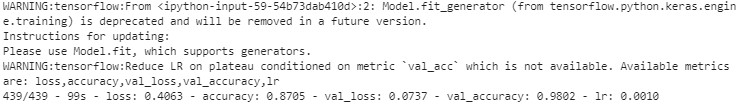 WARNING:tensorflow:From <ipython-input-59-54b73dab410d>:2: Model.fit_generator (from tensorflow.python.keras.engin
e.training) is deprecated and will be removed in a future version.
Instructions for updating:
Please use Model.fit, which supports generators.
WARNING:tensorflow:Reduce LR on plateau conditioned on metric `val_acc` which is not available. Available metrics
are: loss,accuracy,val_loss,val_accuracy,lr
439/439 - 99s - loss: 0.4063 - accuracy: 0.8705 - val_loss: 0.0737 - val_accuracy: 0.9802 - lr: 0.0010